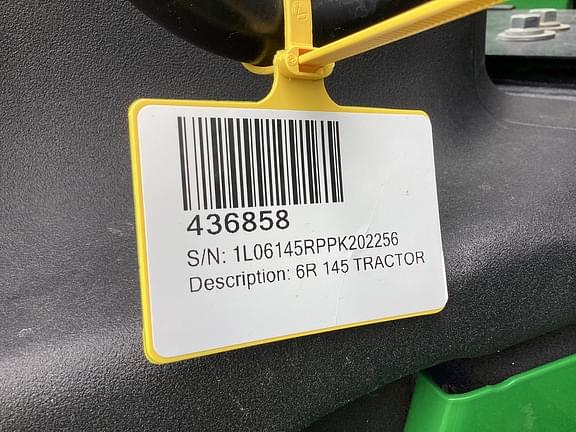 436858
S/N: 1L06145RPPK202256
Description: 6R 145 TRACTOR